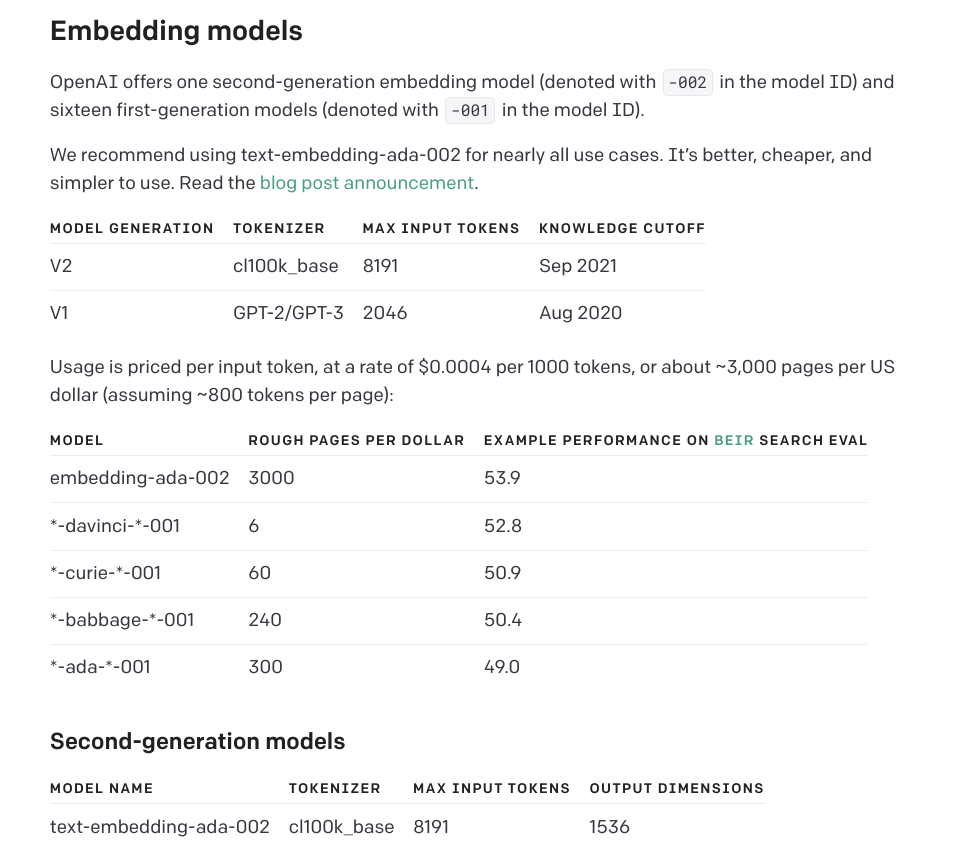 Embedding models
OpenAI offers one second-generation embedding model (denoted with -002 in the model ID) and
sixteen first-generation models (denoted with -001 in the model ID).
We recommend using text-embedding-ada-002 for nearly all use cases. It’s better, cheaper, and
simpler to use. Read the blog post announcement.
MODEL GENERATION TOKENIZER MAX INPUT TOKENS KNOWLEDGE CUTOFF
V2 cl100k_base 8191 Sep 2021
V1 GPT-2/GPT-3 2046 Aug 2020
Usage is priced per input token, at a rate of $0.0004 per 1000 tokens, or about ~3,000 pages per US
dollar (assuming ~800 tokens per page):
MODEL ROUGH PAGES PER DOLLAR EXAMPLE PERFORMANCE ON BEIR SEARCH EVAL
embedding-ada-002 3000 53.9
*-davinci-*-001 6 52.8
*-curie-*-001 60 50.9
*-babbage-*-001 240 50.4
*-ada-*-001 300 49.0
Second-generation models
MODEL NAME TOKENIZER MAX INPUT TOKENS OUTPUT DIMENSIONS
text-embedding-ada-002 cl100k_base 8191 1536